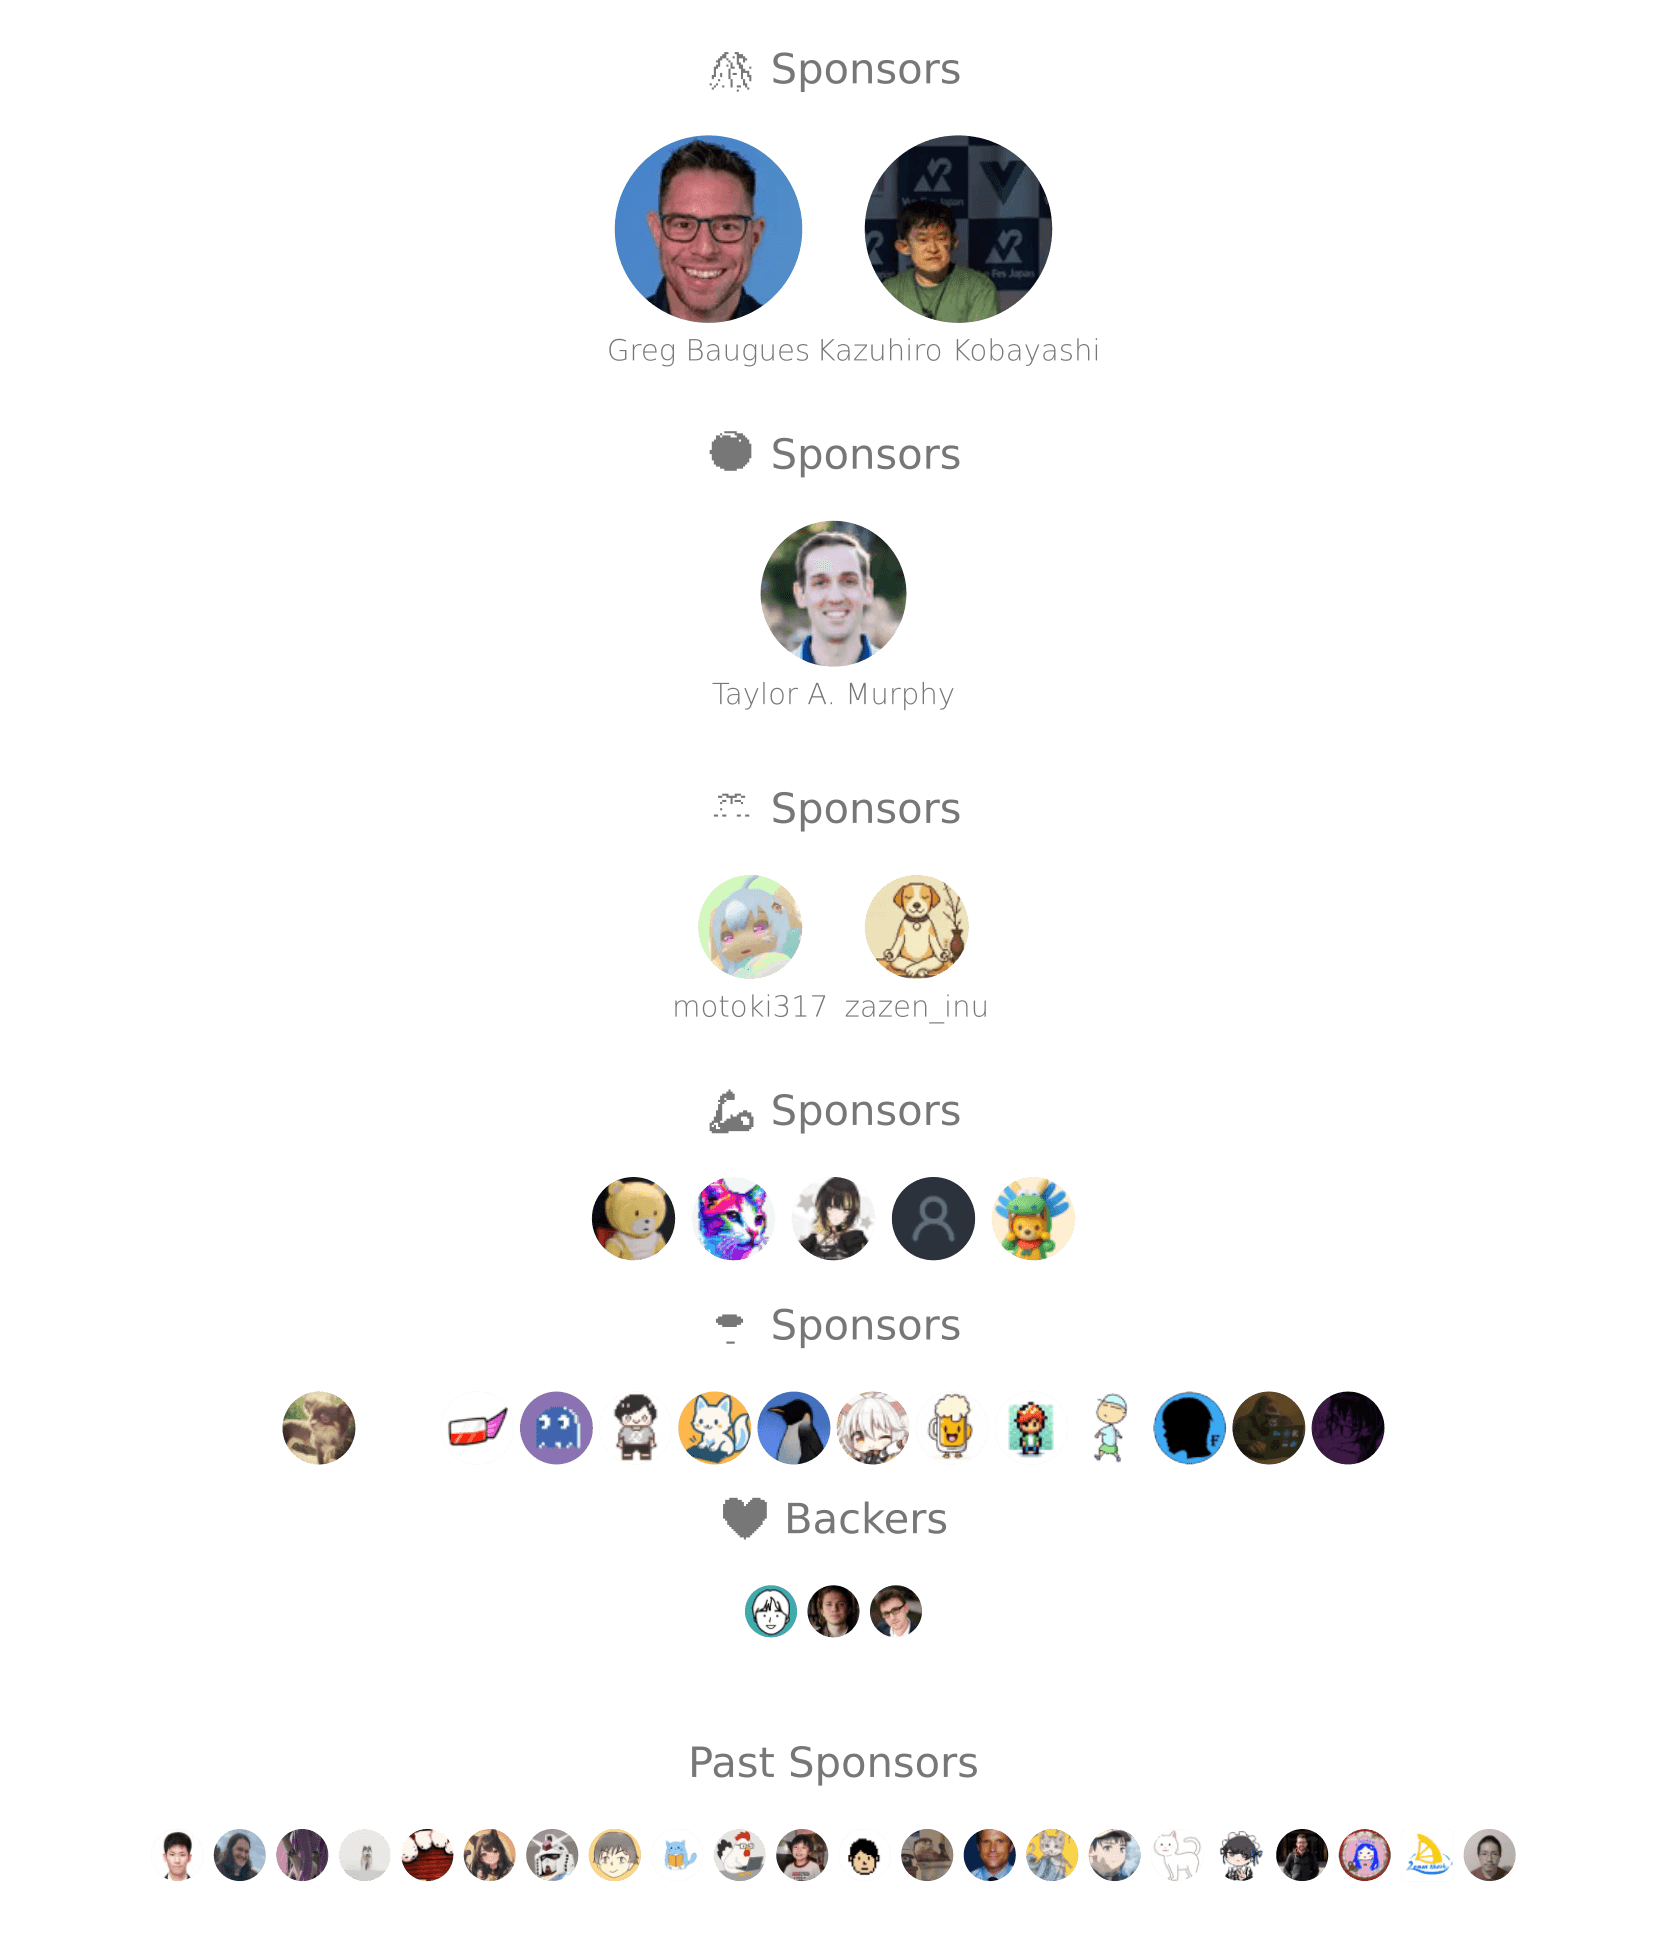 Sponsors
Greg Baugues Kazuhiro Kobayashi
Sponsors
Taylor A. Murphy
Sponsors
motoki317 zazen_inu
Sponsors
Sponsors
Backers
Past Sponsors